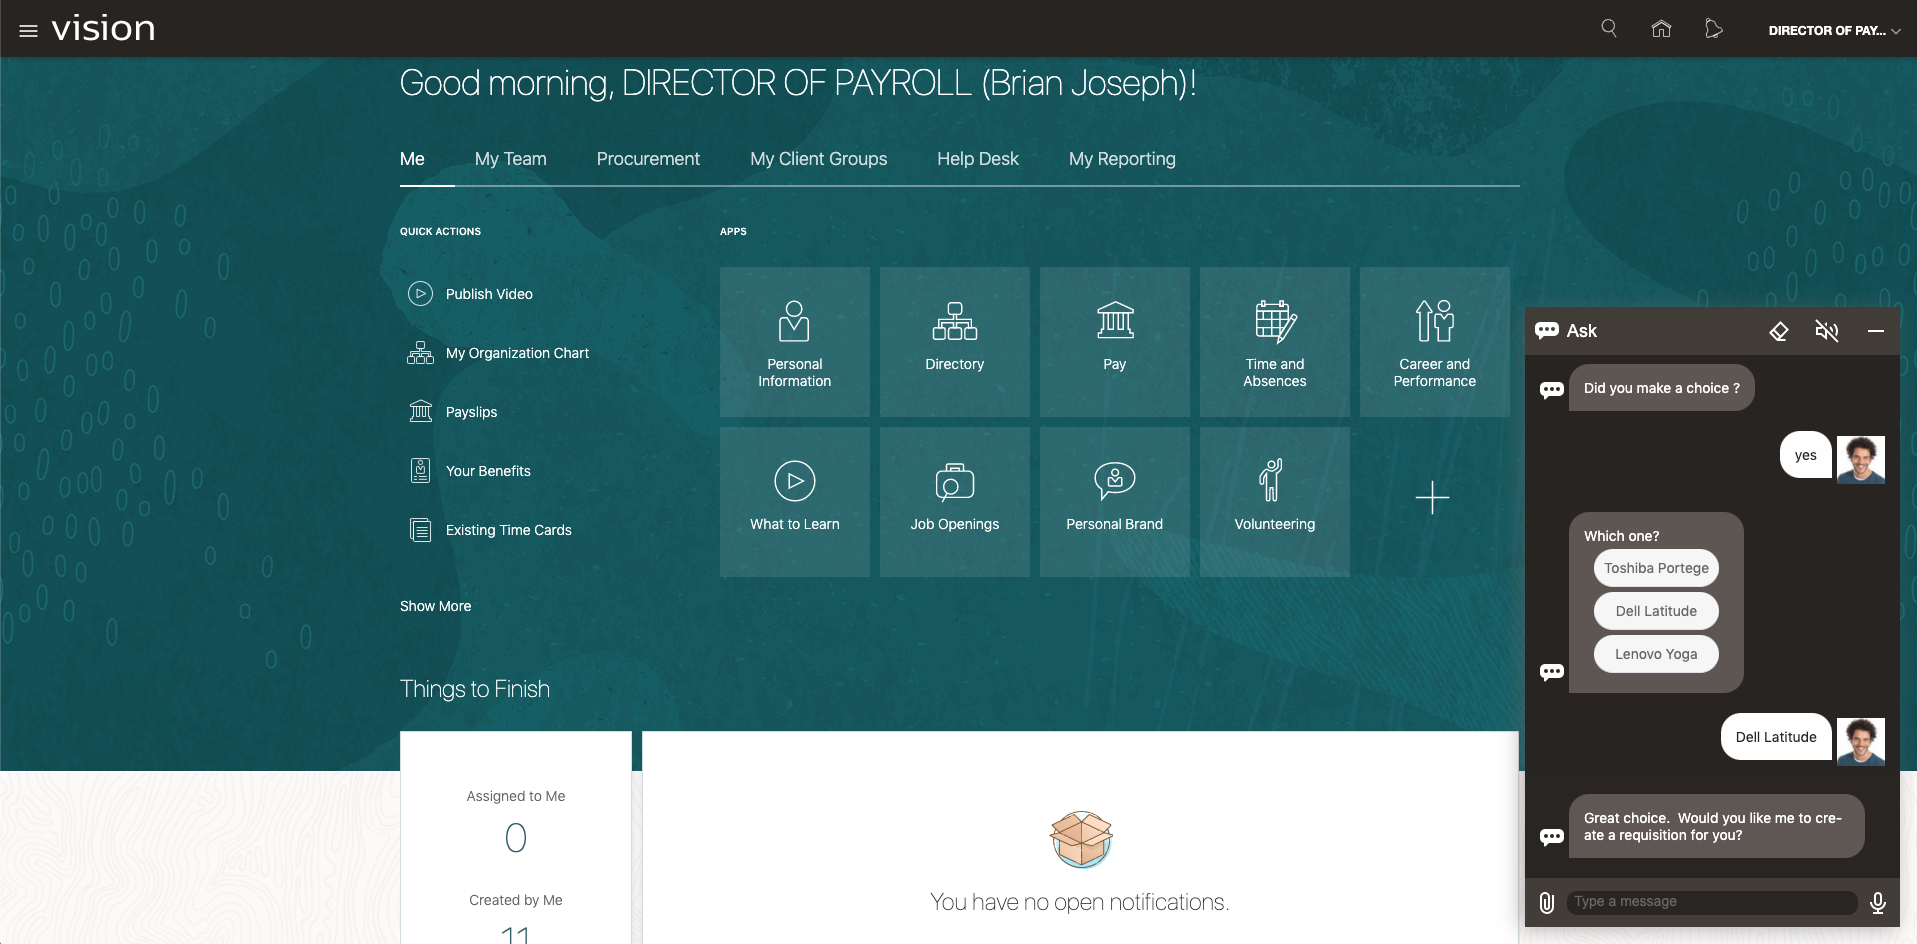 vision
DIRECTOR OF PAY...
Good morning, DIRECTOR OF PAYROLL (Brian Joseph)!
Me
My Team
Procurement
My Client Groups
Help Desk
My Reporting
QUICK ACTIONS
Publish Video
My Organization Chart
Payslips
Your Benefits
Existing Time Cards
Show More
APPS
Personal
Information
Directory
Pay
Time and
Absences
Career and
Performance
What to Learn
Job Openings
Personal Brand
Volunteering
Things to Finish
Assigned to Me
0
Created by Me
11
You have no open notifications.
Ask
Did you make a choice ?
yes
Which one?
Toshiba Portege
Dell Latitude
Lenovo Yoga
Dell Latitude
Great choice.  Would you like me to cre-
ate a requisition for you?
Type a message